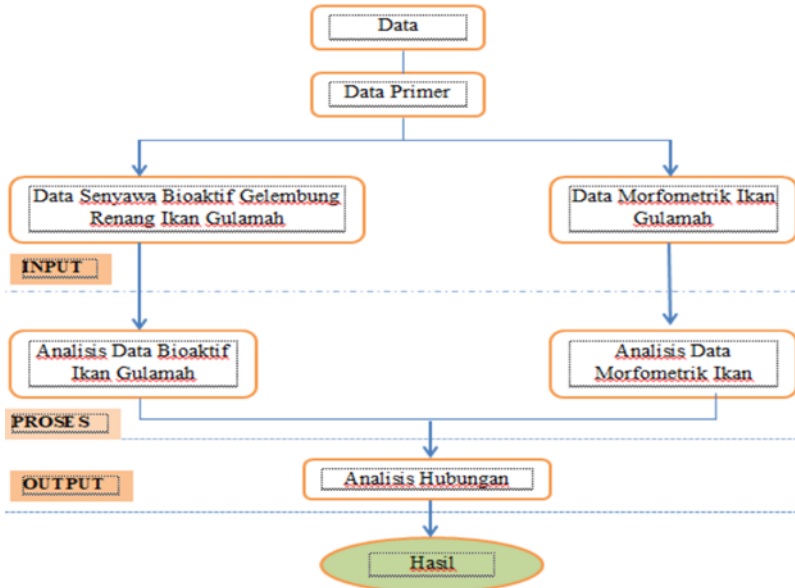 Data
Data Primer
Data Senyawa Bioaktif Gelembung
Renang Ikan Gulamah
Data Morfometrik Ikan
Gulamah
INPUT
Analisis Data Bioaktif
Ikan Gulamah
Analisis Data
Morfometrik Ikan
PROSES
Analisis Hubungan
OUTPUT
Hasil